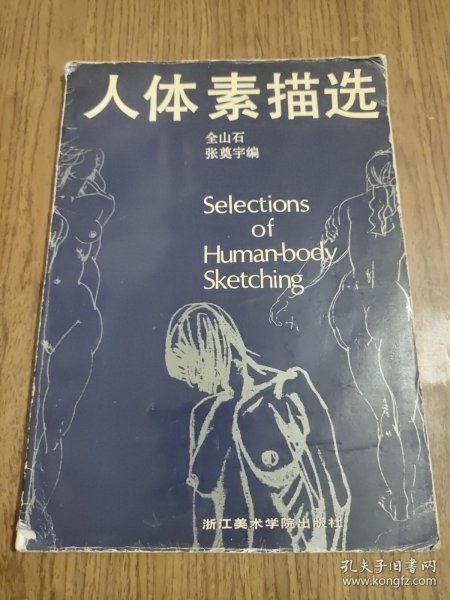 人体素描选
全山石
张奠宇编
Selections
of
Human-body
Sketching
浙江美术学院出版社
孔夫子旧书网
www.kongfz.com